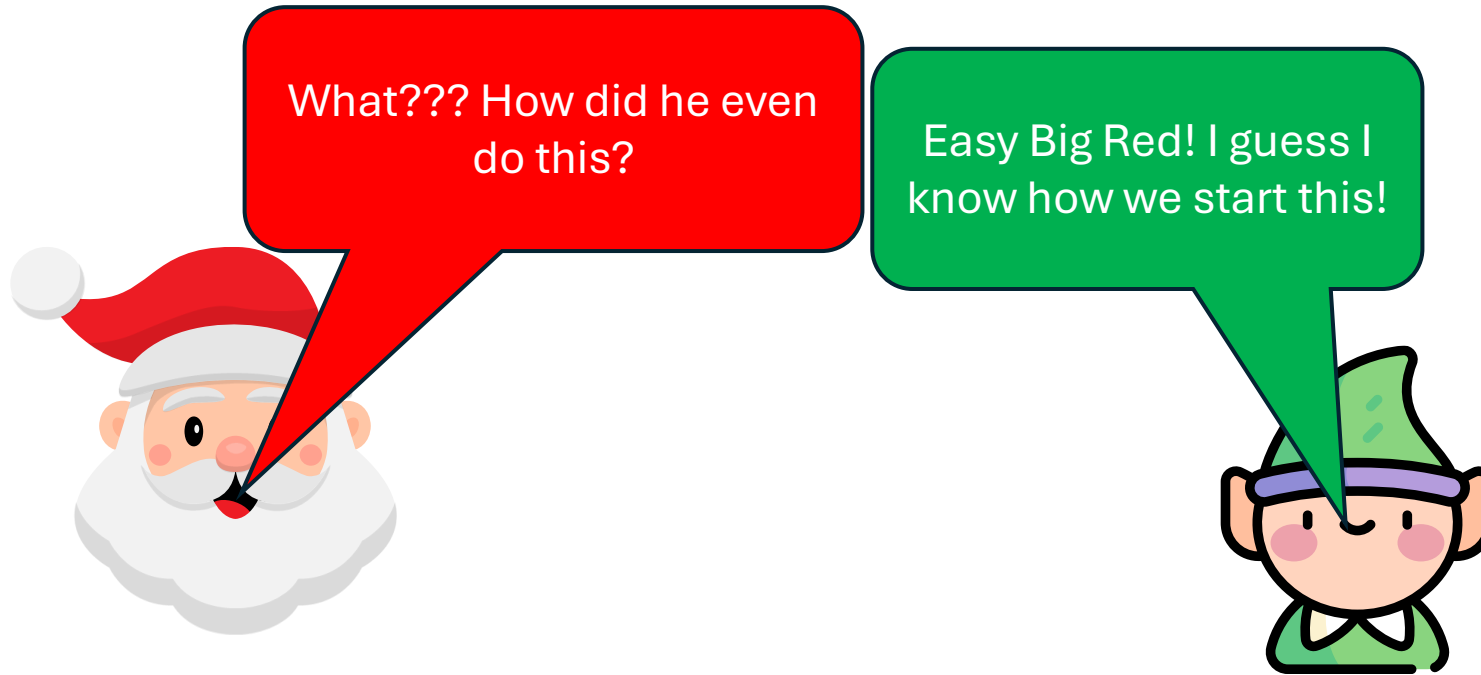 What??? How did he even
do this?
Easy Big Red! I guess I
know how we start this!